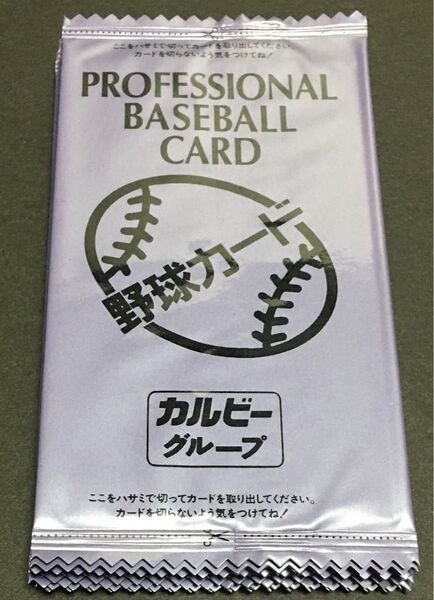 ここをハサミで切ってカードを取り出してください。
カードを切らないよう気をつけてね!
PROFESSIONAL
BASEBALL
CARD
野球カード
カルビー
グループ
ここをハサミで切ってカードを取り出してください。
カードを切らないよう気をつけてね!